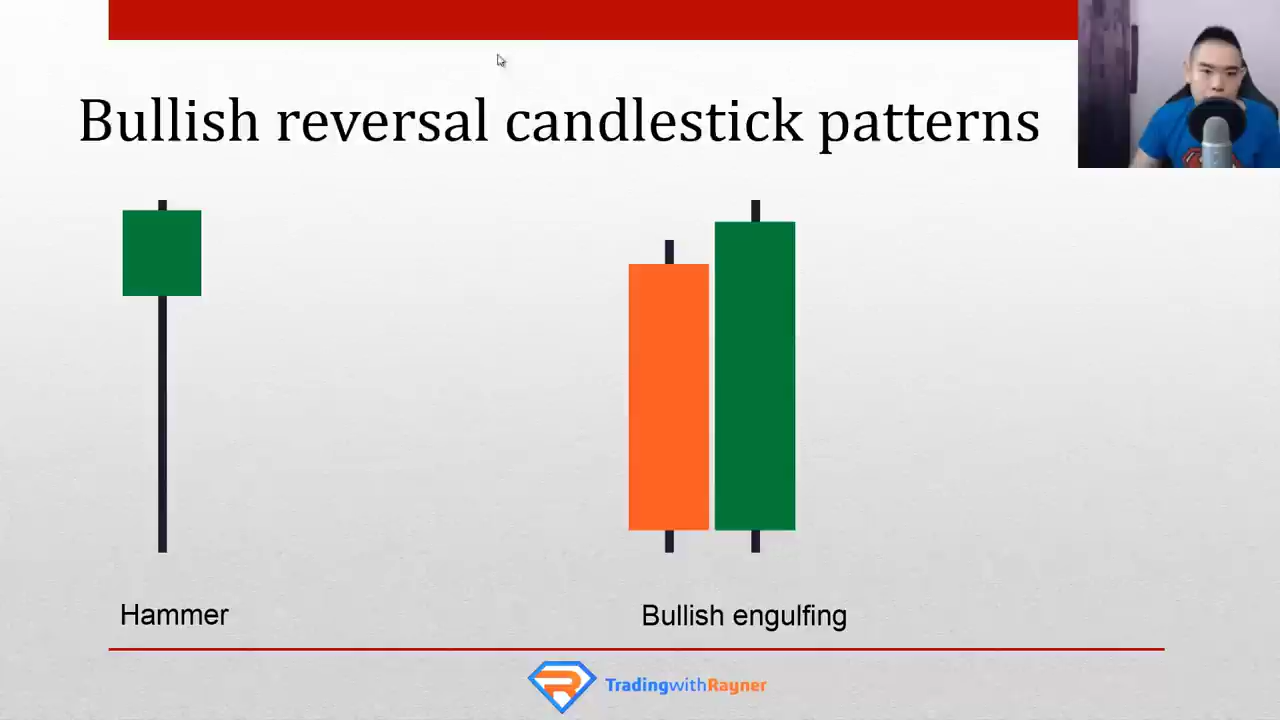 Bullish reversal candlestick patterns
Hammer
Bullish engulfing
TradingwithRayner